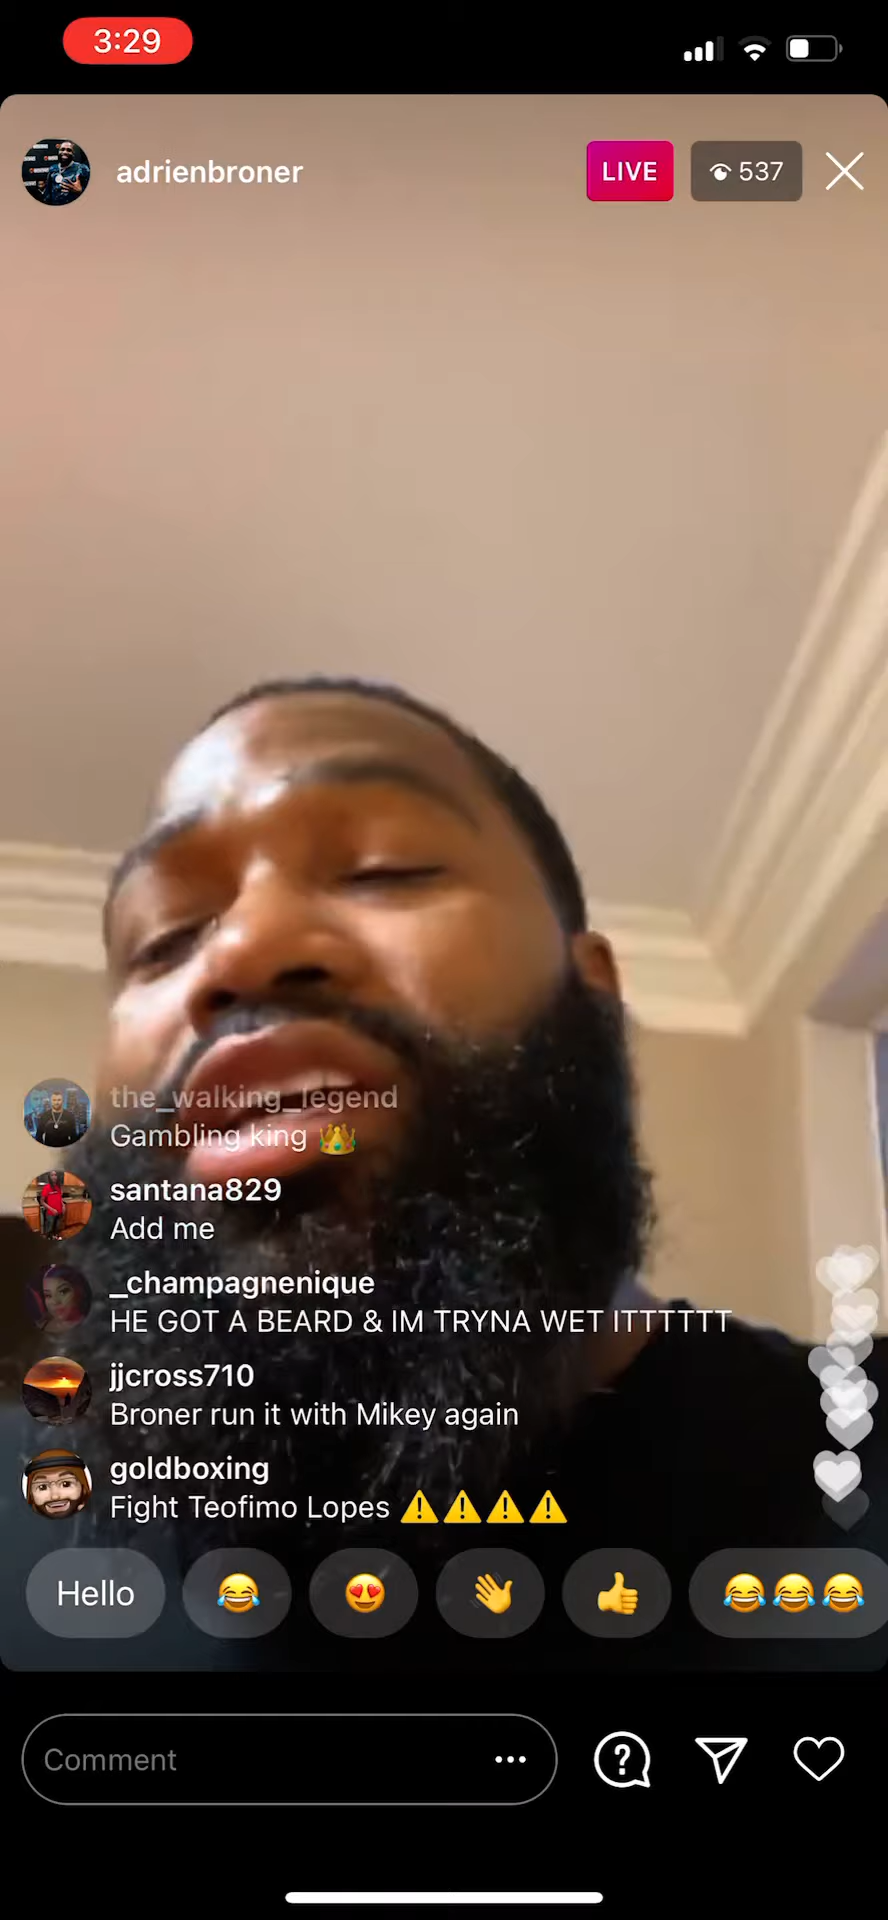 3:29
adrienbroner
LIVE
537
the_walking_legend
Gambling king 👑
santana829
Add me
_champagnenique
HE GOT A BEARD & IM TRYNA WET ITTTTTT
jjcross710
Broner run it with Mikey again
goldboxing
Fight Teofimo Lopes ⚠️⚠️⚠️⚠️
Hello 😂 😍 👋 👍 😂😂😂
Comment